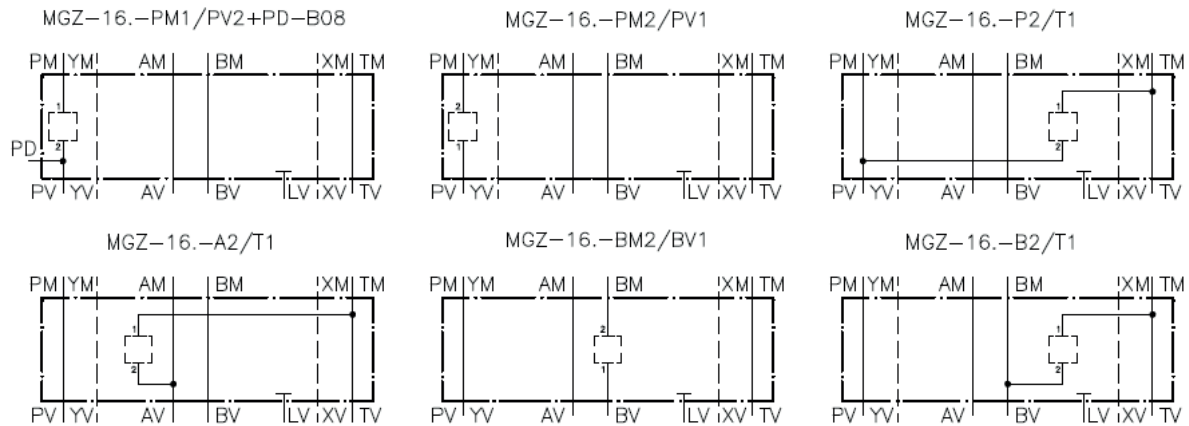 MGZ-16.-PM1/PV2+PD-B08 MGZ-16.-PM2/PV1 MGZ-16.-P2/T1
PM YM AM BM XM TM PM YM AM BM XM TM PM YM AM BM XM TM
1 2 1
2 1 2
PD
PV YV AV BV LV XV TV PV YV AV BV LV XV TV PV YV AV BV LV XV TV
MGZ-16.-A2/T1 MGZ-16.-BM2/BV1 MGZ-16.-B2/T1
PM YM AM BM XM TM PM YM AM BM XM TM PM YM AM BM XM TM
1 2 1
2 1 2
PV YV AV BV LV XV TV PV YV AV BV LV XV TV PV YV AV BV LV XV TV